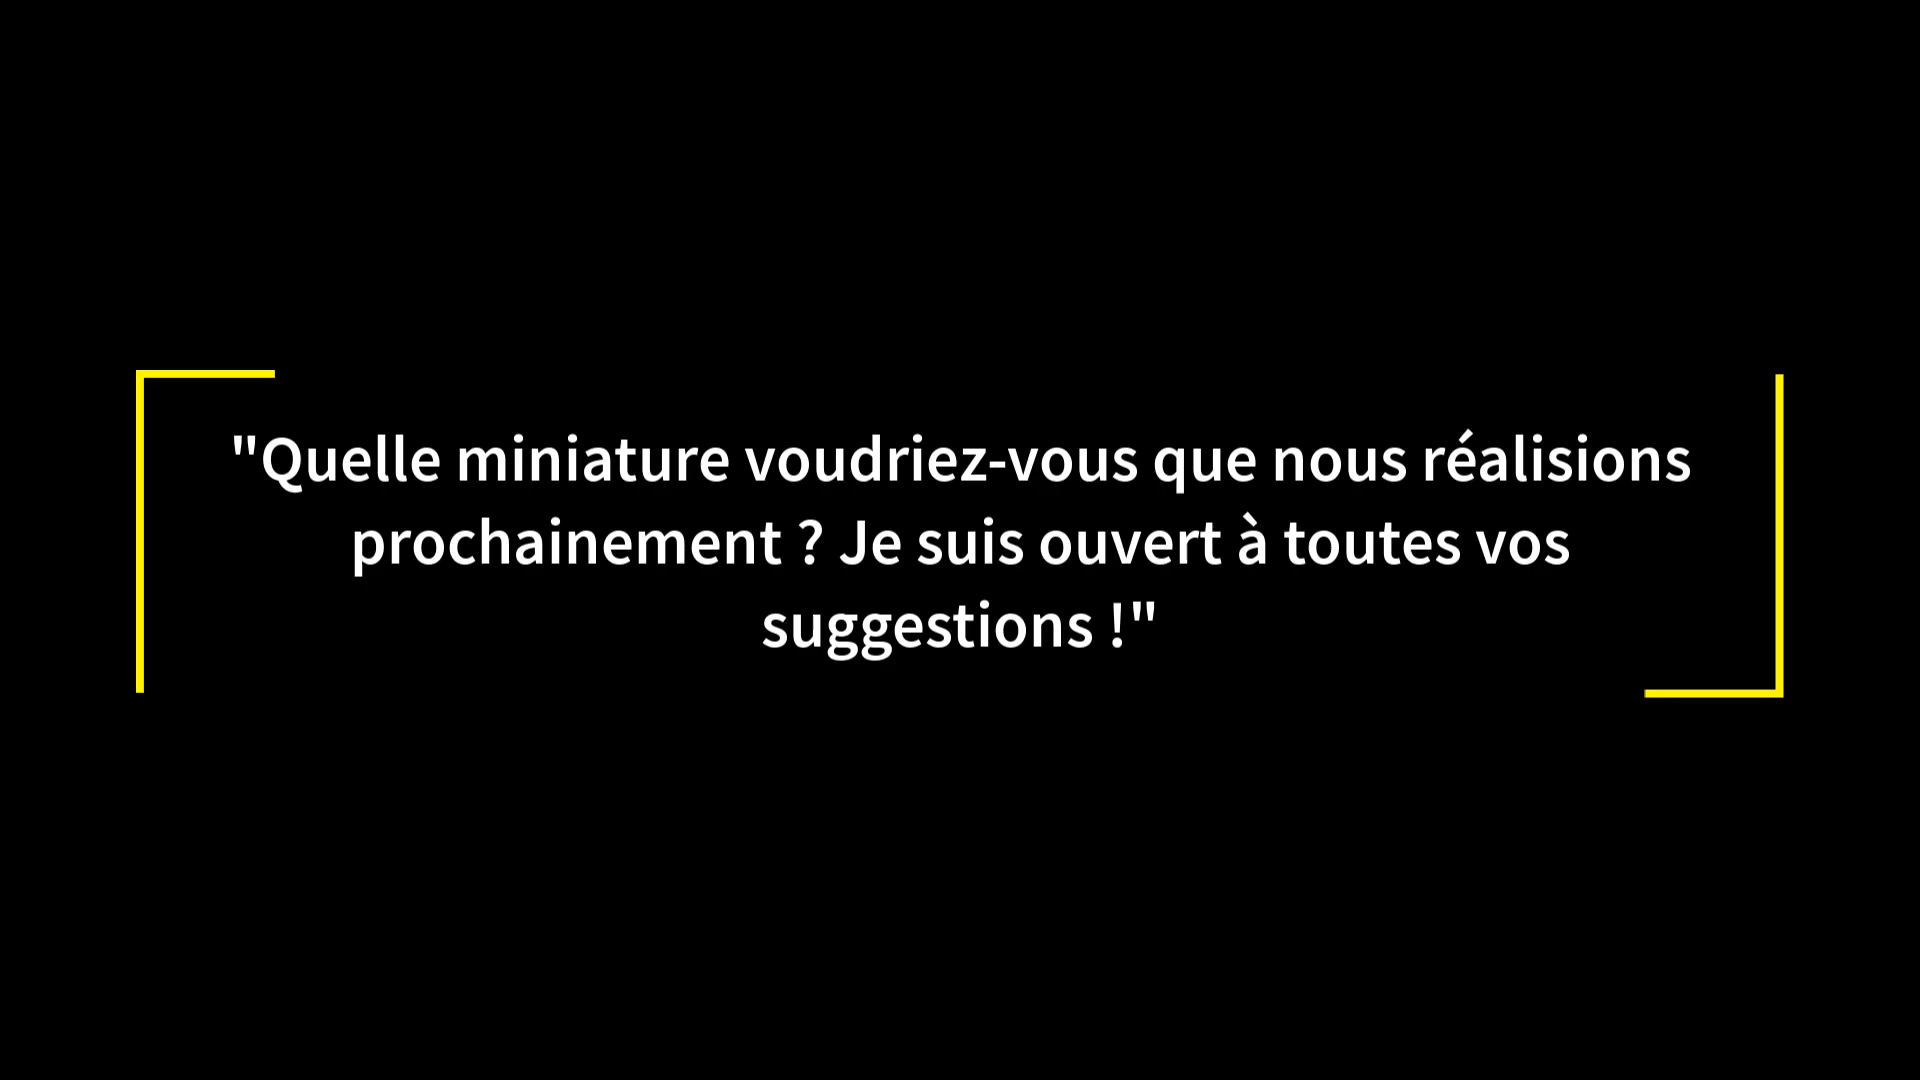 "Quelle miniature voudriez-vous que nous réalisions
prochainement ? Je suis ouvert à toutes vos
suggestions !"